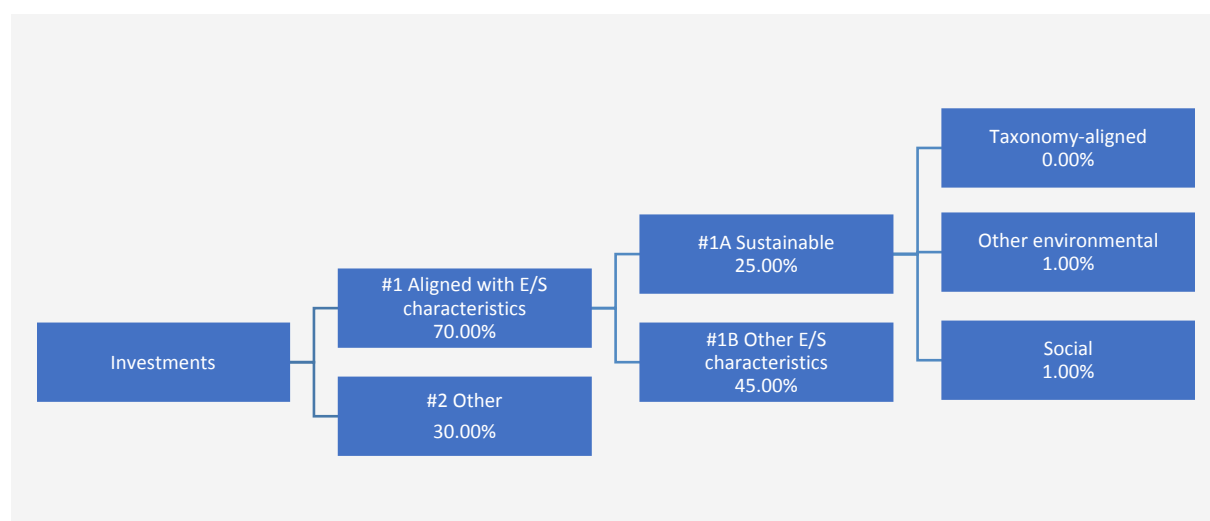 Investments
#1 Aligned with E/S
characteristics
70.00%
#2 Other
30.00%
#1A Sustainable
25.00%
#1B Other E/S
characteristics
45.00%
Taxonomy-aligned
0.00%
Other environmental
1.00%
Social
1.00%